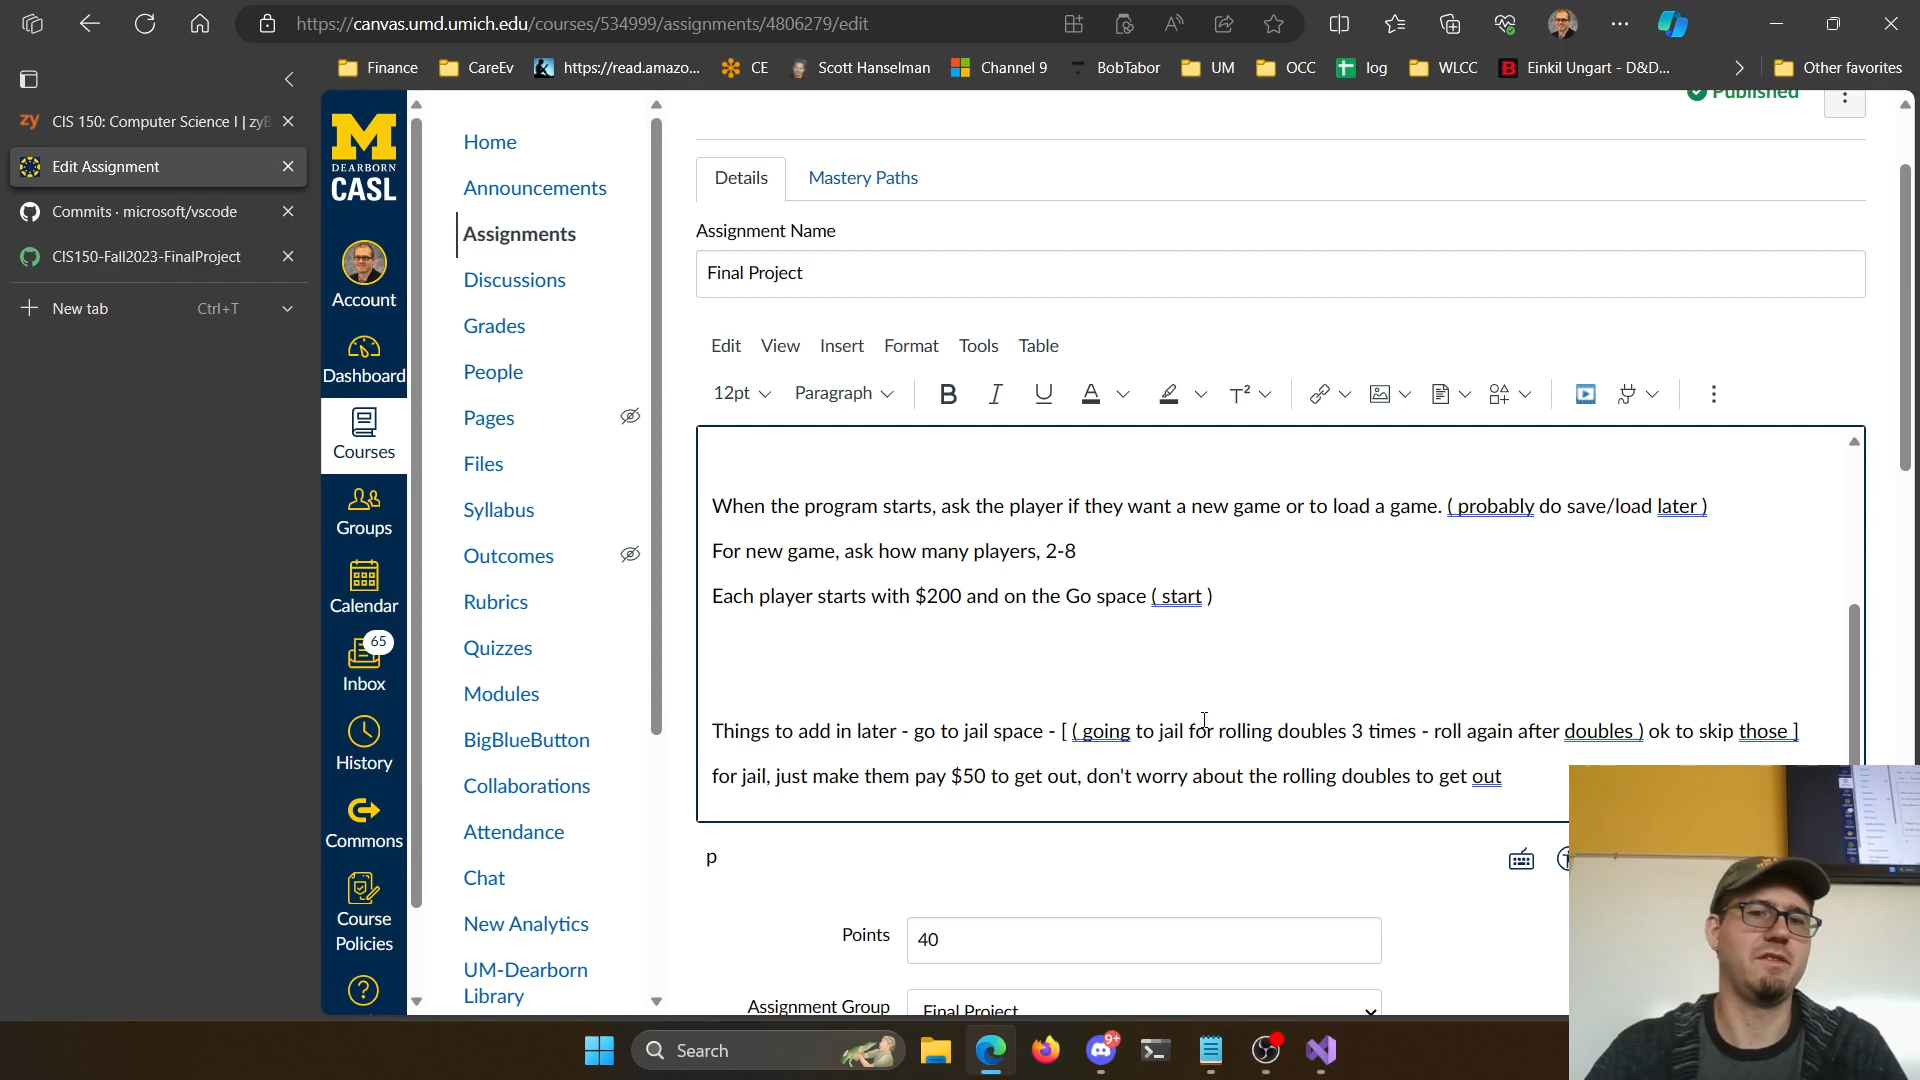 https://canvas.umd.umich.edu/courses/534999/assignments/4806279/edit
Finance
CareEv
https://read.amazo...
CE
Scott Hanselman
Channel 9
BobTabor
UM
OCC
log
WLCC
Einkil Ungart - D&D...
Other favorites
zy CIS 150: Computer Science I | zyB
Edit Assignment
Commits · microsoft/vscode
CIS150-Fall2023-FinalProject
New tab
Ctrl+T
M
DEARBORN
CASL
Account
Dashboard
Courses
Groups
Calendar
65
Inbox
History
Commons
Course
Policies
Home
Announcements
Assignments
Discussions
Grades
People
Pages
Files
Syllabus
Outcomes
Rubrics
Quizzes
Modules
BigBlueButton
Collaborations
Attendance
Chat
New Analytics
UM-Dearborn
Library
Published
Details
Mastery Paths
Assignment Name
Final Project
Edit View Insert Format Tools Table
12pt
Paragraph
B I U A T²
When the program starts, ask the player if they want a new game or to load a game. ( probably do save/load later )
For new game, ask how many players, 2-8
Each player starts with $200 and on the Go space ( start )
Things to add in later - go to jail space - [ ( going to jail for rolling doubles 3 times - roll again after doubles ) ok to skip those ]
for jail, just make them pay $50 to get out, don't worry about the rolling doubles to get out
p
Points
40
Assignment Group
Final Project
Search
9+